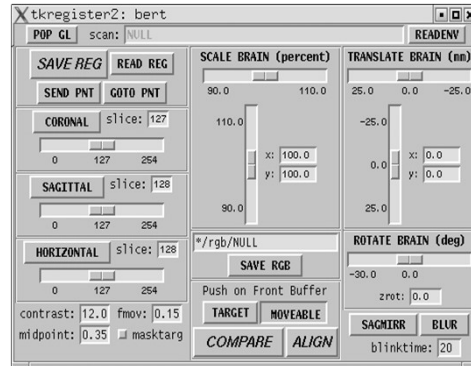 tkregister2: bert
POP GL scan: NULL READENV
SAVE REG READ REG
SEND PNT GOTO PNT
CORONAL slice: 127
0 127 254
SAGITTAL slice: 128
0 127 254
HORIZONTAL slice: 128
0 127 254
contrast: 12.0 fmov: 0.15
midpoint: 0.35 masktarg
SCALE BRAIN (percent)
90.0 110.0
110.0
x: 100.0
y: 100.0
90.0
*/rgb/NULL
SAVE RGB
Push on Front Buffer
TARGET MOVEABLE
COMPARE ALIGN
TRANSLATE BRAIN (mm)
25.0 0.0 -25.0
-25.0
x: 0.0
0.0
y: 0.0
25.0
ROTATE BRAIN (deg)
-30.0 0.0
zrot: 0.0
SAGMIRR BLUR
blinktime: 20